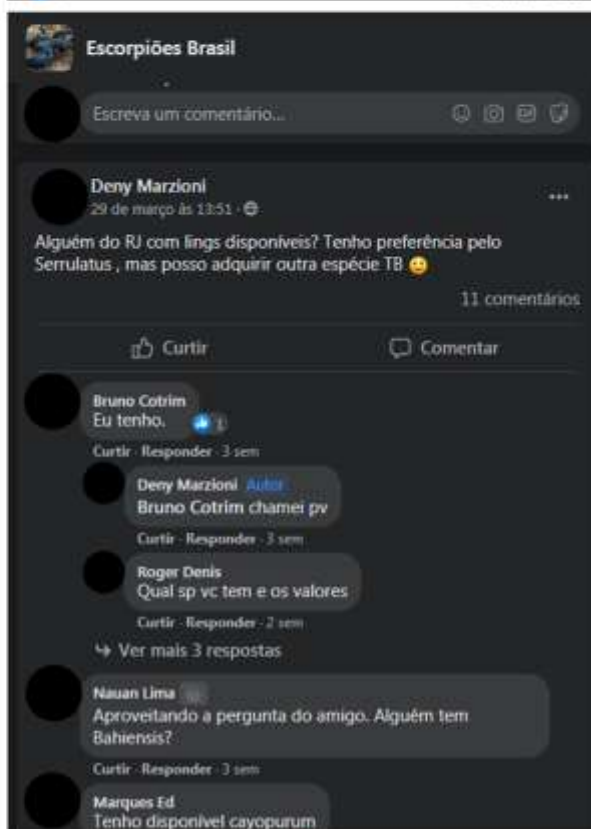 Escorpiões Brasil
Escreva um comentário...
Deny Marzioni
29 de março às 13:51 ·
Alguém do RJ com lings disponíveis? Tenho preferência pelo
Serrulatus , mas posso adquirir outra espécie TB 🙂
11 comentários
Curtir
Comentar
Bruno Cotrim
Eu tenho.
1
Curtir · Responder · 3 sem
Deny Marzioni Autor
Bruno Cotrim chamei pv
Curtir · Responder · 3 sem
Roger Denis
Qual sp vc tem e os valores
Curtir · Responder · 2 sem
Ver mais 3 respostas
Nauan Lima
Aproveitando a pergunta do amigo. Alguém tem
Bahiensis?
Curtir · Responder · 3 sem
Marques Ed
Tenho disponível cayopurum